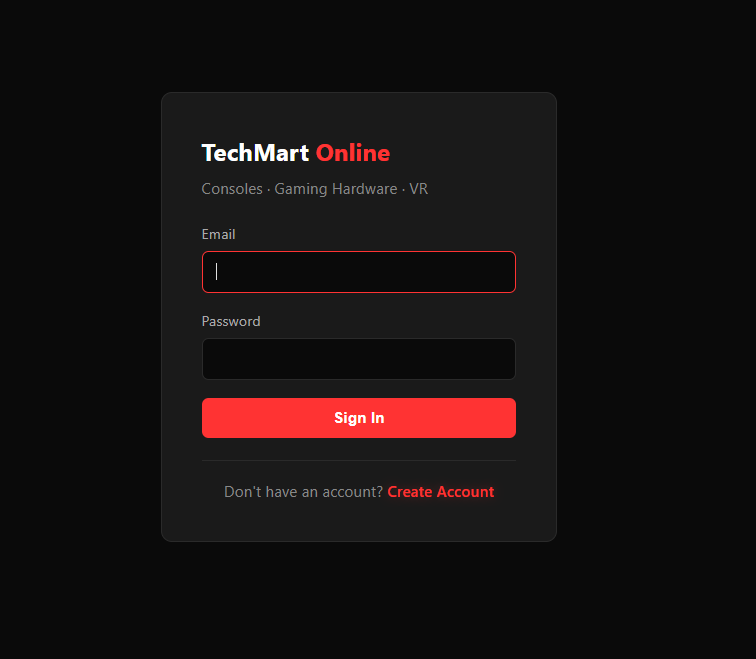 TechMart Online
Consoles · Gaming Hardware · VR
Email
Password
Sign In
Don't have an account? Create Account